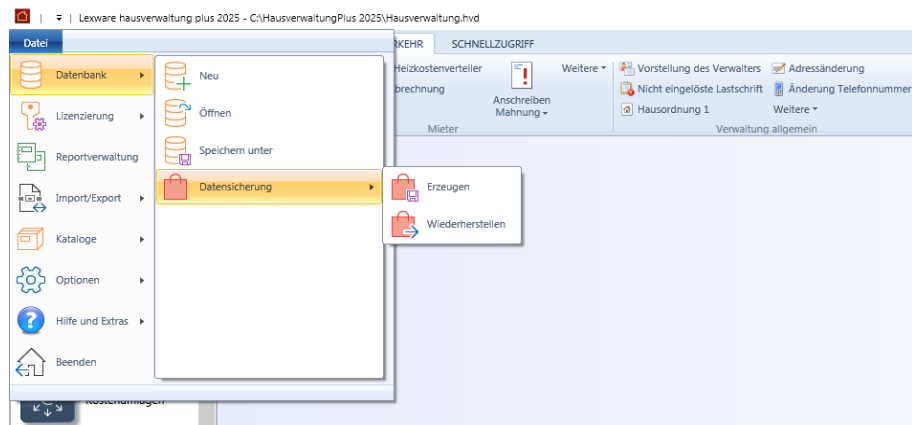 Lexware hausverwaltung plus 2025 - C:\HausverwaltungPlus 2025\Hausverwaltung.hvd
Datei
RKEHR
SCHNELLZUGRIFF
Datenbank
Lizenzierung
Reportverwaltung
Import/Export
Kataloge
Optionen
Hilfe und Extras
Beenden
Neu
Öffnen
Speichern unter
Datensicherung
Erzeugen
Wiederherstellen
Heizkostenverteiler
brechnung
Anschreiben
Mahnung
Weitere
Mieter
Vorstellung des Verwalters
Nicht eingelöste Lastschrift
Hausordnung 1
Adressänderung
Änderung Telefonnummer
Weitere
Verwaltung allgemein
Kostenumlagen